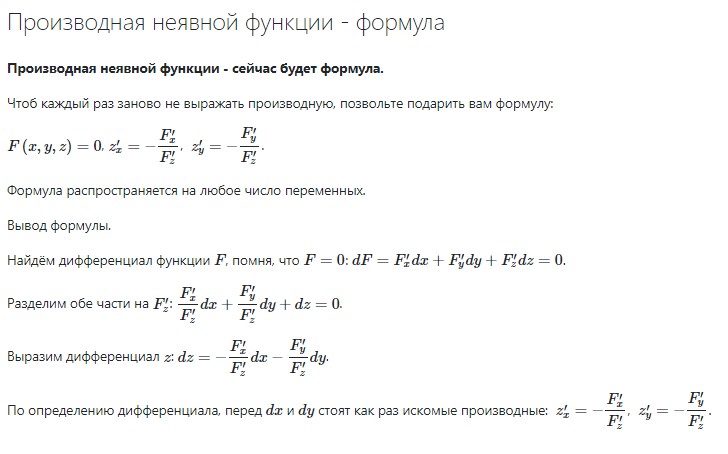 Производная неявной функции - формула
Производная неявной функции - сейчас будет формула.
Чтоб каждый раз заново не выражать производную, позвольте подарить вам формулу:
$F(x, y, z) = 0, \; z'_x = -\frac{F'_x}{F'_z}, \; z'_y = -\frac{F'_y}{F'_z}.$
Формула распространяется на любое число переменных.
Вывод формулы.
Найдём дифференциал функции $F$, помня, что $F = 0$: $dF = F'_x dx + F'_y dy + F'_z dz = 0$.
Разделим обе части на $F'_z$: $\frac{F'_x}{F'_z} dx + \frac{F'_y}{F'_z} dy + dz = 0$.
Выразим дифференциал $z$: $dz = -\frac{F'_x}{F'_z} dx - \frac{F'_y}{F'_z} dy$.
По определению дифференциала, перед $dx$ и $dy$ стоят как раз искомые производные: $z'_x = -\frac{F'_x}{F'_z}, \; z'_y = -\frac{F'_y}{F'_z}$.